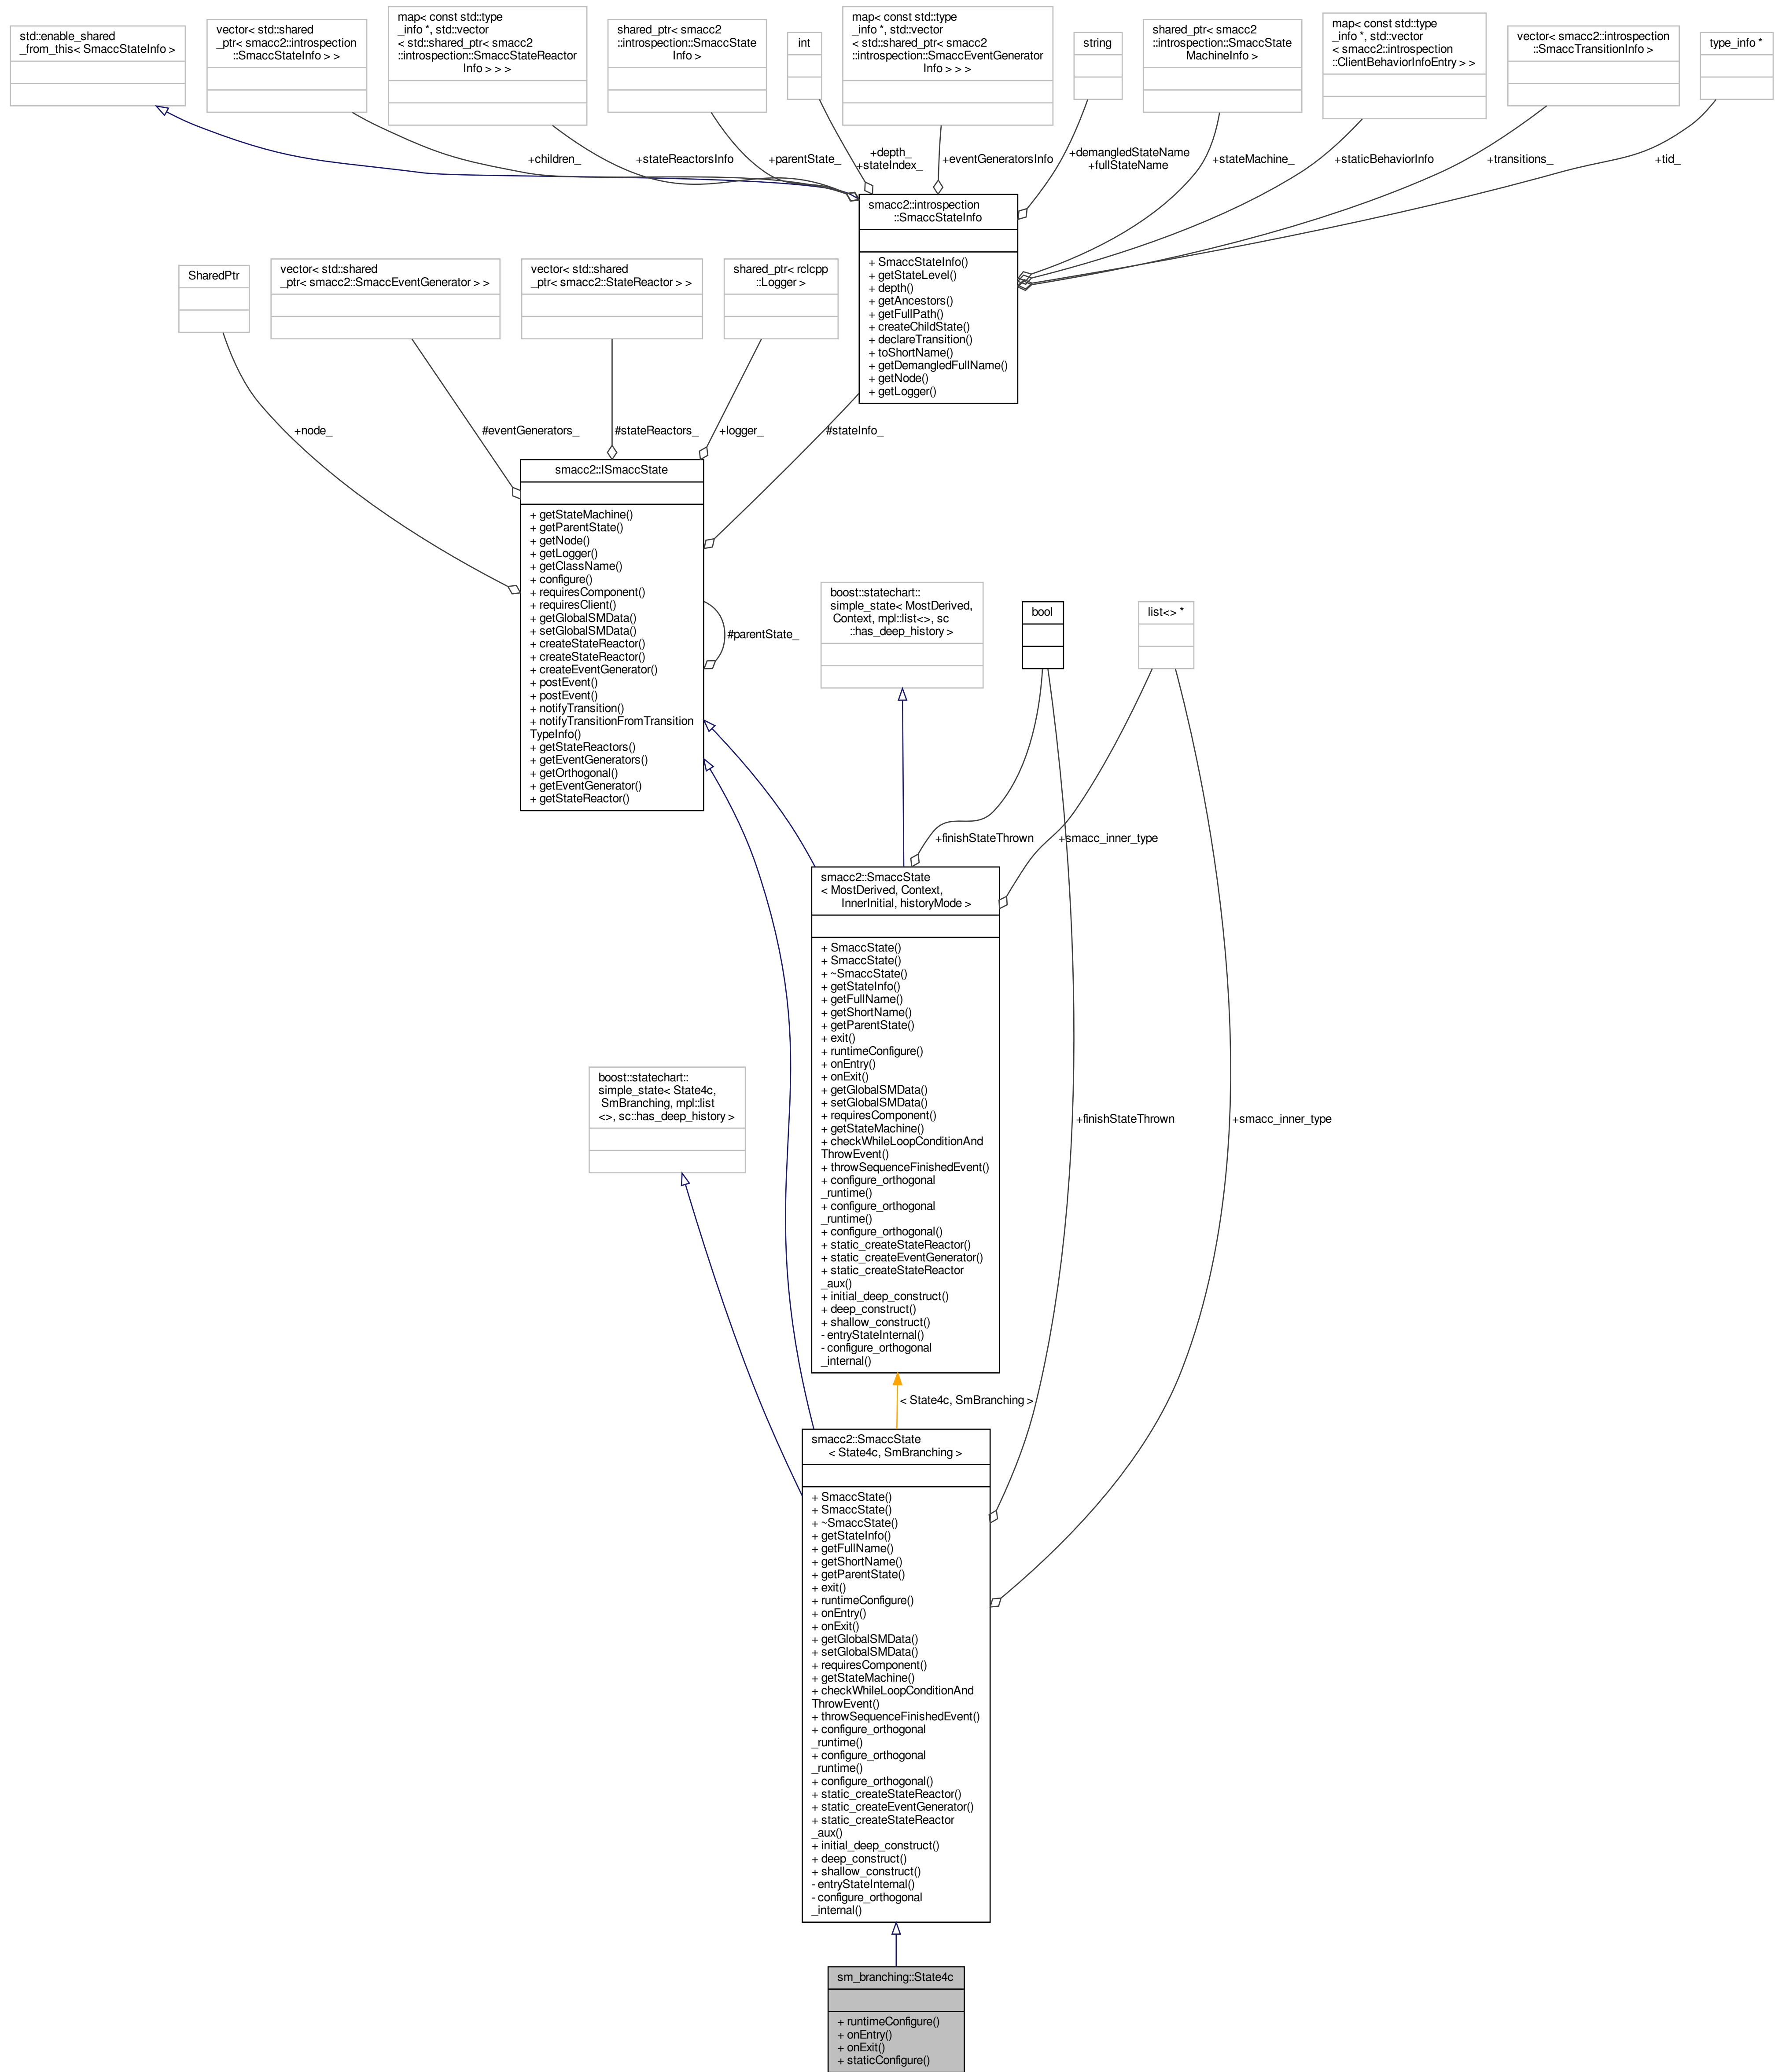 std::enable_shared
_from_this< SmaccStateInfo >
vector< std::shared
_ptr< smacc2::introspection
::SmaccStateInfo > >
map< const std::type
_info *, std::vector
< std::shared_ptr< smacc2
::introspection::SmaccStateReactor
Info > > >
shared_ptr< smacc2
::introspection::SmaccState
Info >
int
map< const std::type
_info *, std::vector
< std::shared_ptr< smacc2
::introspection::SmaccEventGenerator
Info > > >
string
shared_ptr< smacc2
::introspection::SmaccState
MachineInfo >
map< const std::type
_info *, std::vector
< smacc2::introspection
::ClientBehaviorInfoEntry > >
vector< smacc2::introspection
::SmaccTransitionInfo >
type_info *
+children_
+stateReactorsInfo
+parentState_
+depth_
+stateIndex_
+eventGeneratorsInfo
+demangledStateName
+fullStateName
+stateMachine_
+staticBehaviorInfo
+transitions_
+tid_
smacc2::introspection
::SmaccStateInfo
+ SmaccStateInfo()
+ getStateLevel()
+ depth()
+ getAncestors()
+ getFullPath()
+ createChildState()
+ declareTransition()
+ toShortName()
+ getDemangledFullName()
+ getNode()
+ getLogger()
SharedPtr
vector< std::shared
_ptr< smacc2::SmaccEventGenerator > >
vector< std::shared
_ptr< smacc2::StateReactor > >
shared_ptr< rclcpp
::Logger >
+node_
#eventGenerators_
#stateReactors_
+logger_
#stateInfo_
smacc2::ISmaccState
+ getStateMachine()
+ getParentState()
+ getNode()
+ getLogger()
+ getClassName()
+ configure()
+ requiresComponent()
+ requiresClient()
+ getGlobalSMData()
+ setGlobalSMData()
+ createStateReactor()
+ createStateReactor()
+ createEventGenerator()
+ postEvent()
+ postEvent()
+ notifyTransition()
+ notifyTransitionFromTransition
TypeInfo()
+ getStateReactors()
+ getEventGenerators()
+ getOrthogonal()
+ getEventGenerator()
+ getStateReactor()
#parentState_
boost::statechart::
simple_state< MostDerived,
Context, mpl::list<>, sc
::has_deep_history >
bool
list<> *
+finishStateThrown
+smacc_inner_type
smacc2::SmaccState
< MostDerived, Context,
InnerInitial, historyMode >
+ SmaccState()
+ SmaccState()
+ ~SmaccState()
+ getStateInfo()
+ getFullName()
+ getShortName()
+ getParentState()
+ exit()
+ runtimeConfigure()
+ onEntry()
+ onExit()
+ getGlobalSMData()
+ setGlobalSMData()
+ requiresComponent()
+ getStateMachine()
+ checkWhileLoopConditionAnd
ThrowEvent()
+ throwSequenceFinishedEvent()
+ configure_orthogonal
_runtime()
+ configure_orthogonal
_runtime()
+ configure_orthogonal()
+ static_createStateReactor()
+ static_createEventGenerator()
+ static_createStateReactor
_aux()
+ initial_deep_construct()
+ deep_construct()
+ shallow_construct()
- entryStateInternal()
- configure_orthogonal
_internal()
boost::statechart::
simple_state< State4c,
SmBranching, mpl::list
<>, sc::has_deep_history >
+finishStateThrown
+smacc_inner_type
< State4c, SmBranching >
smacc2::SmaccState
< State4c, SmBranching >
+ SmaccState()
+ SmaccState()
+ ~SmaccState()
+ getStateInfo()
+ getFullName()
+ getShortName()
+ getParentState()
+ exit()
+ runtimeConfigure()
+ onEntry()
+ onExit()
+ getGlobalSMData()
+ setGlobalSMData()
+ requiresComponent()
+ getStateMachine()
+ checkWhileLoopConditionAnd
ThrowEvent()
+ throwSequenceFinishedEvent()
+ configure_orthogonal
_runtime()
+ configure_orthogonal
_runtime()
+ configure_orthogonal()
+ static_createStateReactor()
+ static_createEventGenerator()
+ static_createStateReactor
_aux()
+ initial_deep_construct()
+ deep_construct()
+ shallow_construct()
- entryStateInternal()
- configure_orthogonal
_internal()
sm_branching::State4c
+ runtimeConfigure()
+ onEntry()
+ onExit()
+ staticConfigure()